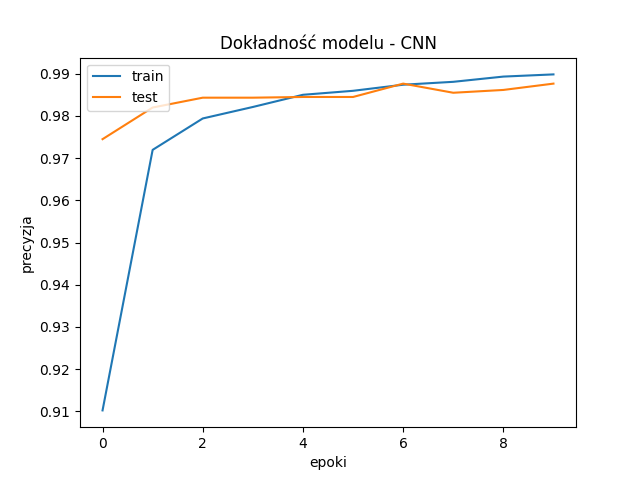 Dokładność modelu - CNN
train
test
precyzja
0.99
0.98
0.97
0.96
0.95
0.94
0.93
0.92
0.91
0 2 4 6 8
epoki